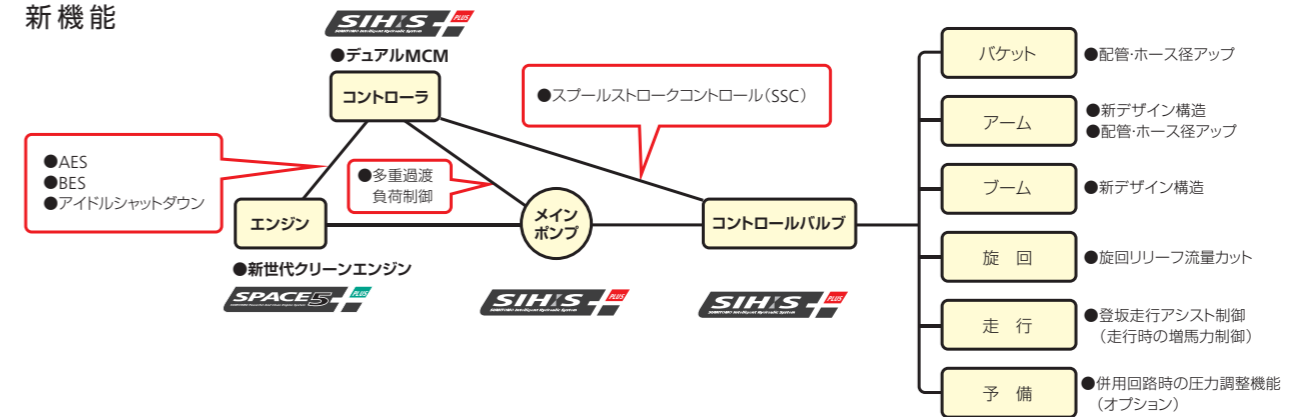 新機能
SIH:S PLUS
●デュアルMCM
コントローラ
●スプールストロークコントロール（SSC）
●AES
●BES
●アイドルシャットダウン
●多重過渡
負荷制御
エンジン
メイン
ポンプ
コントロールバルブ
●新世代クリーンエンジン
SPACE5 PLUS
SIH:S PLUS
SIH:S PLUS
バケット
●配管・ホース径アップ
アーム
●新デザイン構造
●配管・ホース径アップ
ブーム
●新デザイン構造
旋 回
●旋回リリーフ流量カット
走 行
●登坂走行アシスト制御
（走行時の増馬力制御）
予 備
●併用回路時の圧力調整機能
（オプション）